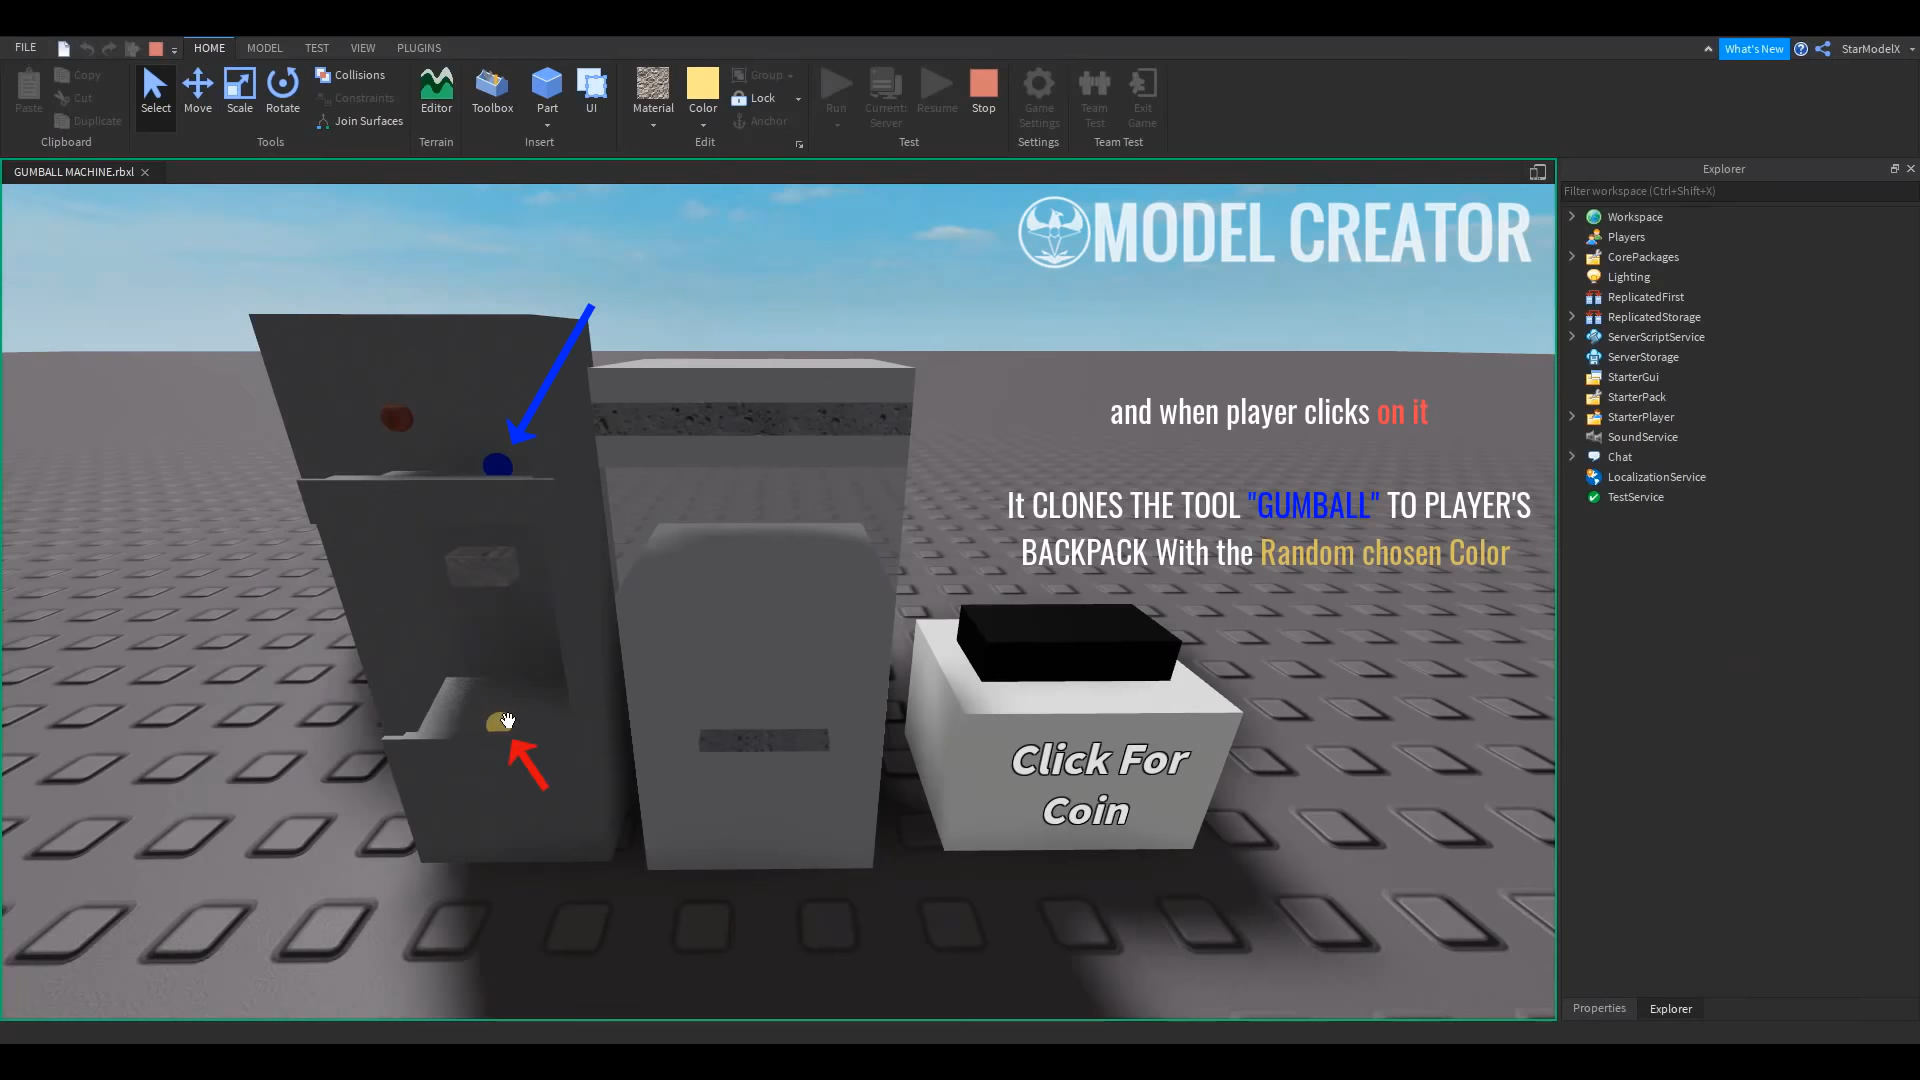 FILE
HOME
MODEL
TEST
VIEW
PLUGINS
What's New
StarModelX
Paste
Copy
Cut
Duplicate
Clipboard
Select
Move
Scale
Rotate
Collisions
Constraints
Join Surfaces
Tools
Editor
Terrain
Toolbox
Part
UI
Insert
Material
Color
Group
Lock
Anchor
Edit
Run
Current:
Server
Resume
Stop
Test
Game
Settings
Settings
Team
Test
Exit
Game
Team Test
GUMBALL MACHINE.rbxl
MODEL CREATOR
and when player clicks on it
It CLONES THE TOOL "GUMBALL" TO PLAYER'S
BACKPACK With the Random chosen Color
Click For
Coin
Explorer
Filter workspace (Ctrl+Shift+X)
Workspace
Players
CorePackages
Lighting
ReplicatedFirst
ReplicatedStorage
ServerScriptService
ServerStorage
StarterGui
StarterPack
StarterPlayer
SoundService
Chat
LocalizationService
TestService
Properties
Explorer